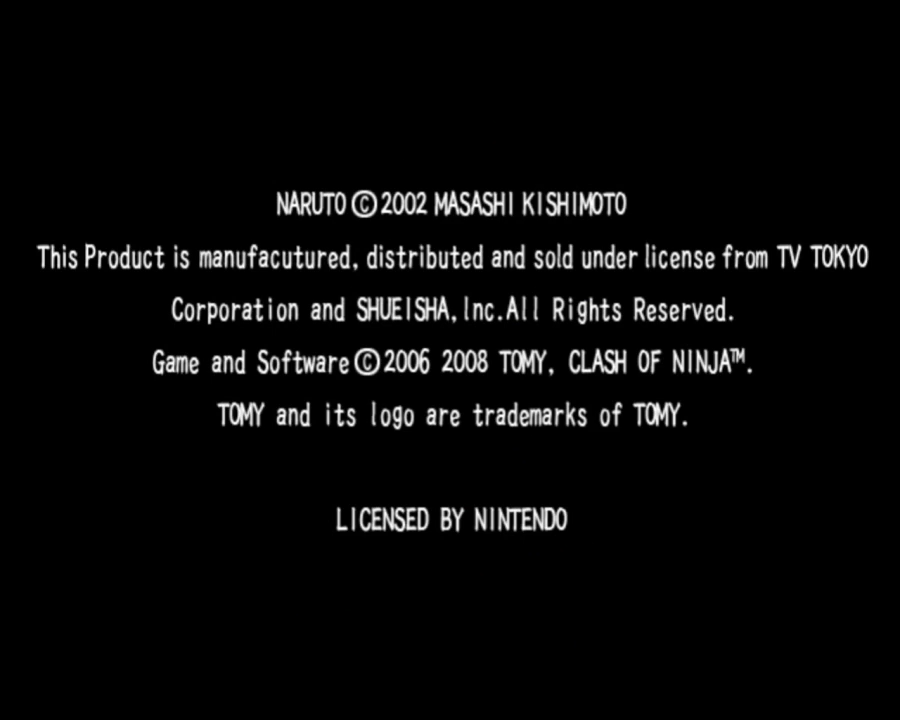 NARUTO ©2002 MASASHI KISHIMOTO
This Product is manufacutured, distributed and sold under license from TV TOKYO
Corporation and SHUEISHA,Inc.All Rights Reserved.
Game and Software©2006 2008 TOMY, CLASH OF NINJA™.
TOMY and its logo are trademarks of TOMY.
LICENSED BY NINTENDO